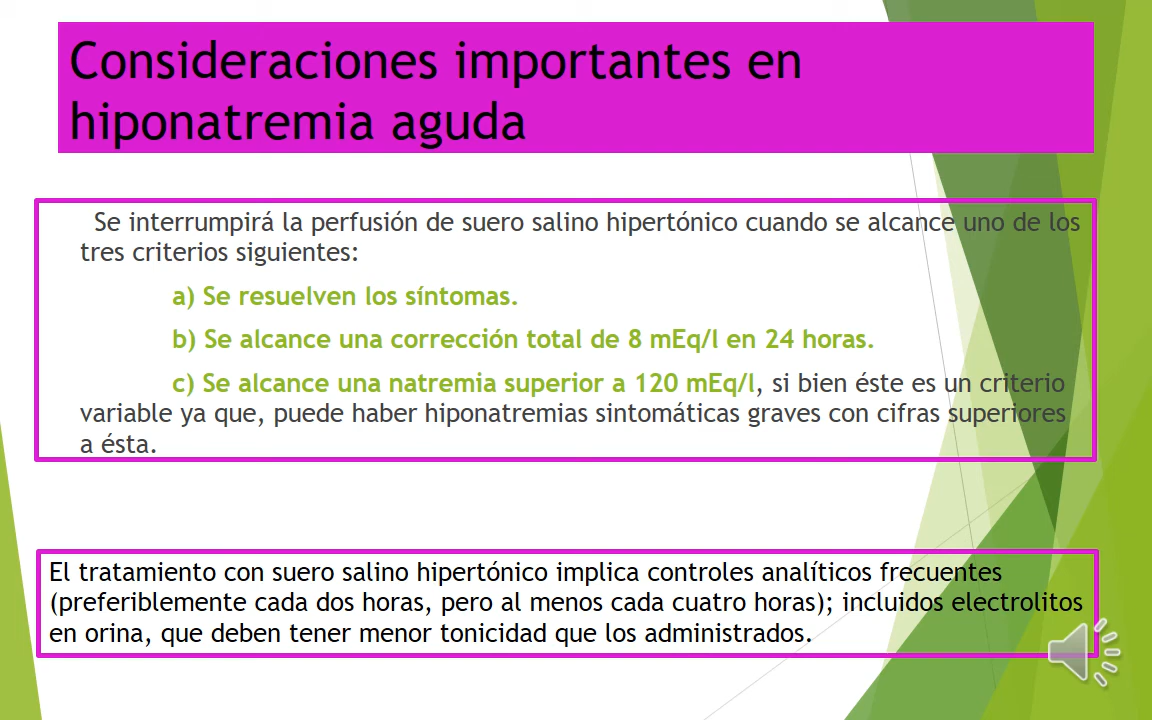 Consideraciones importantes en
hiponatremia aguda
Se interrumpirá la perfusión de suero salino hipertónico cuando se alcance uno de los
tres criterios siguientes:
a) Se resuelven los síntomas.
b) Se alcance una corrección total de 8 mEq/l en 24 horas.
c) Se alcance una natremia superior a 120 mEq/l, si bien éste es un criterio
variable ya que, puede haber hiponatremias sintomáticas graves con cifras superiores
a ésta.
El tratamiento con suero salino hipertónico implica controles analíticos frecuentes
(preferiblemente cada dos horas, pero al menos cada cuatro horas); incluidos electrolitos
en orina, que deben tener menor tonicidad que los administrados.